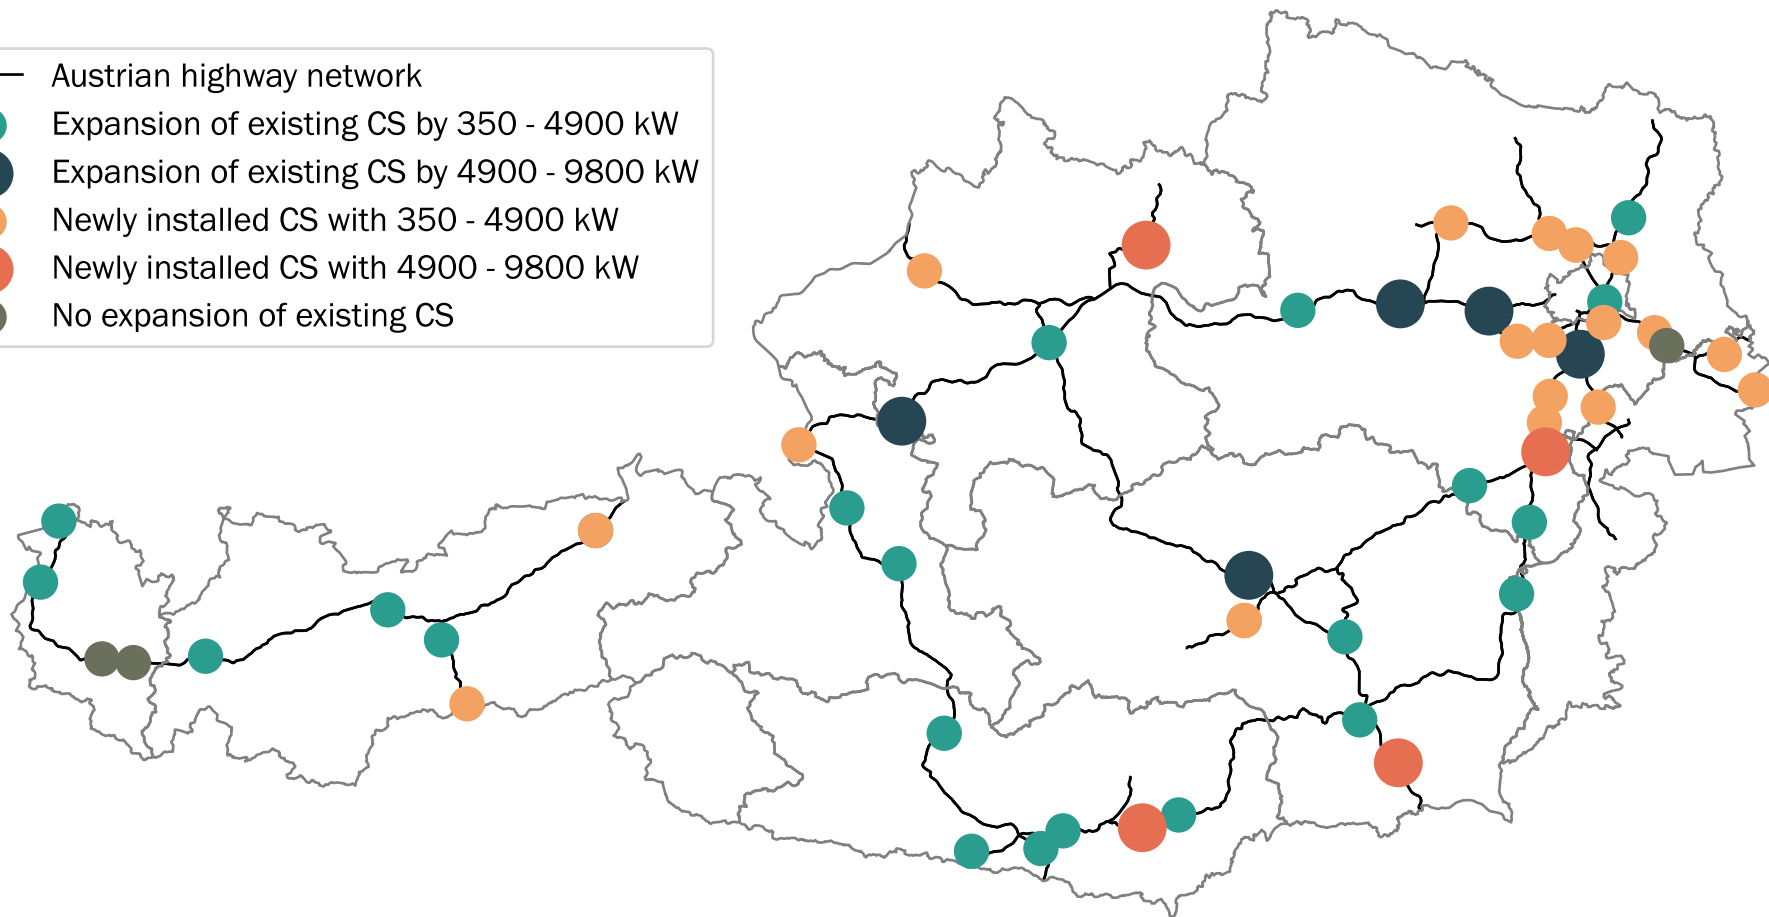 Austrian highway network
Expansion of existing CS by 350 - 4900 kW
Expansion of existing CS by 4900 - 9800 kW
Newly installed CS with 350 - 4900 kW
Newly installed CS with 4900 - 9800 kW
No expansion of existing CS